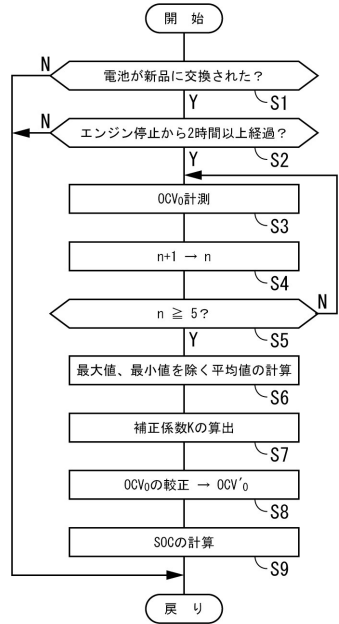 開 始
電池が新品に交換された？
N
Y
S1
エンジン停止から2時間以上経過？
N
Y
S2
OCV₀計測
S3
n+1 → n
S4
n ≧ 5？
N
Y
S5
最大値、最小値を除く平均値の計算
S6
補正係数Kの算出
S7
OCV₀の較正 → OCV′₀
S8
SOCの計算
S9
戻 り